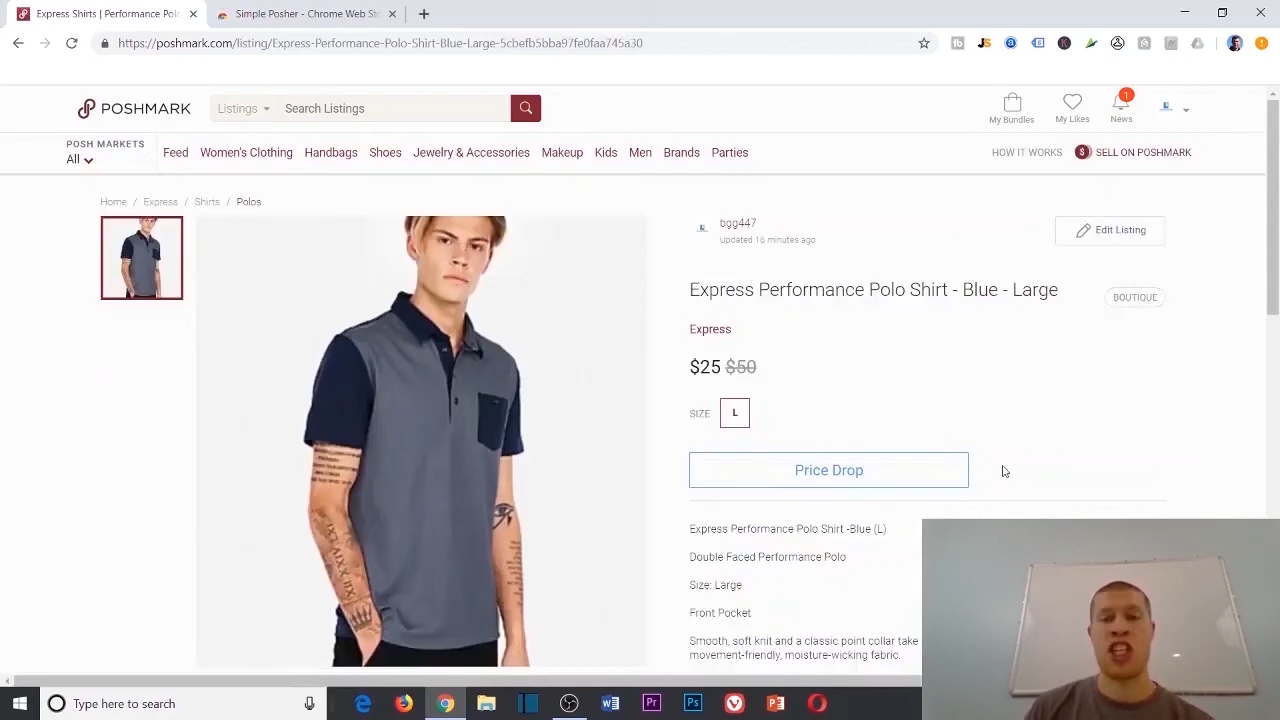 Express Shirts | Performance Pol
Simple Posher - Chrome Web St
https://poshmark.com/listing/Express-Performance-Polo-Shirt-Blue-Large-5cbefb5bba97fe0faa745a30
POSHMARK
Listings
Search Listings
My Bundles
My Likes
1
News
POSH MARKETS
All
Feed
Women's Clothing
Handbags
Shoes
Jewelry & Accessories
Makeup
Kids
Men
Brands
Parties
HOW IT WORKS
$ SELL ON POSHMARK
Home / Express / Shirts / Polos
bgg447
Updated 16 minutes ago
Edit Listing
Express Performance Polo Shirt - Blue - Large
BOUTIQUE
Express
$25 $50
SIZE
L
Price Drop
Express Performance Polo Shirt -Blue (L)
Double Faced Performance Polo
Size: Large
Front Pocket
Smooth, soft knit and a classic point collar take
movement-friendly, moisture-wicking fabric.
Type here to search